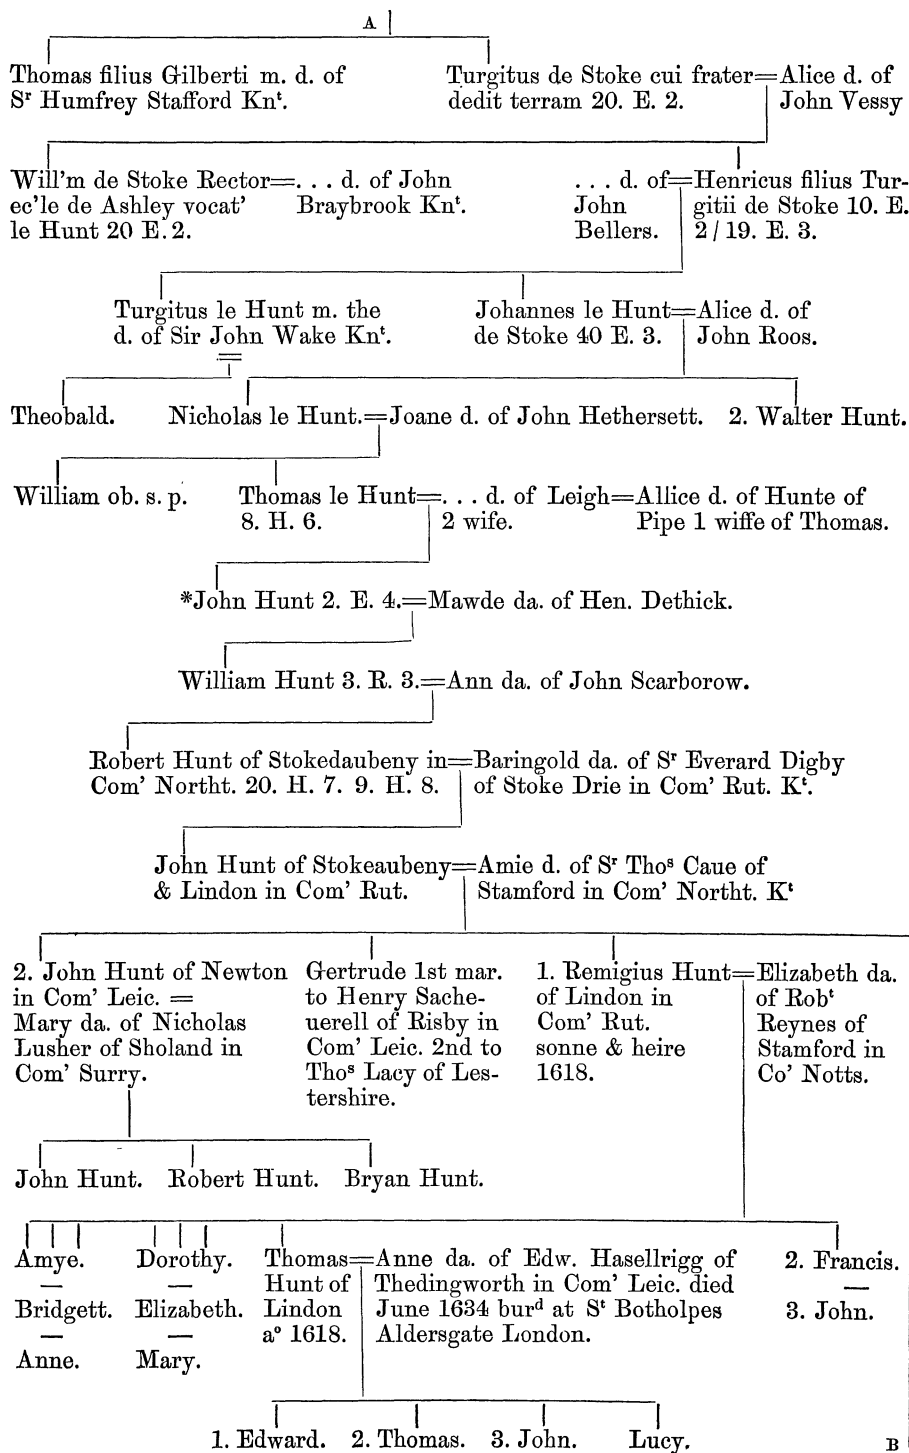 A
Thomas filius Gilberti m. d. of
Sʳ Humfrey Stafford Knᵗ.
Turgitus de Stoke cui frater=Alice d. of
dedit terram 20. E. 2. John Vessy
Will'm de Stoke Rector=. . . d. of John
ec'le de Ashley vocat' Braybrook Knᵗ.
le Hunt 20 E. 2.
. . . d. of=Henricus filius Tur-
John gitii de Stoke 10. E.
Bellers. 2 / 19. E. 3.
Turgitus le Hunt m. the
d. of Sir John Wake Knᵗ.
=
Johannes le Hunt=Alice d. of
de Stoke 40 E. 3. John Roos.
Theobald. Nicholas le Hunt.=Joane d. of John Hethersett. 2. Walter Hunt.
William ob. s. p. Thomas le Hunt=. . . d. of Leigh=Allice d. of Hunte of
8. H. 6. 2 wife. Pipe 1 wiffe of Thomas.
*John Hunt 2. E. 4.=Mawde da. of Hen. Dethick.
William Hunt 3. R. 3.=Ann da. of John Scarborow.
Robert Hunt of Stokedaubeny in=Baringold da. of Sʳ Everard Digby
Com' Northt. 20. H. 7. 9. H. 8. of Stoke Drie in Com' Rut. Kᵗ.
John Hunt of Stokeaubeny=Amie d. of Sʳ Thoˢ Caue of
& Lindon in Com' Rut. Stamford in Com' Northt. Kᵗ
2. John Hunt of Newton
in Com' Leic. =
Mary da. of Nicholas
Lusher of Sholand in
Com' Surry.
Gertrude 1st mar.
to Henry Sache-
uerell of Risby in
Com' Leic. 2nd to
Thoˢ Lacy of Les-
tershire.
1. Remigius Hunt=Elizabeth da.
of Lindon in of Robᵗ
Com' Rut. Reynes of
sonne & heire Stamford in
1618. Co' Notts.
John Hunt. Robert Hunt. Bryan Hunt.
Amye.
—
Bridgett.
—
Anne.
Dorothy.
—
Elizabeth.
—
Mary.
Thomas=Anne da. of Edw. Hasellrigg of
Hunt of Thedingworth in Com' Leic. died
Lindon June 1634 burᵈ at Sᵗ Botholpes
aº 1618. Aldersgate London.
2. Francis.
—
3. John.
1. Edward. 2. Thomas. 3. John. Lucy.
B